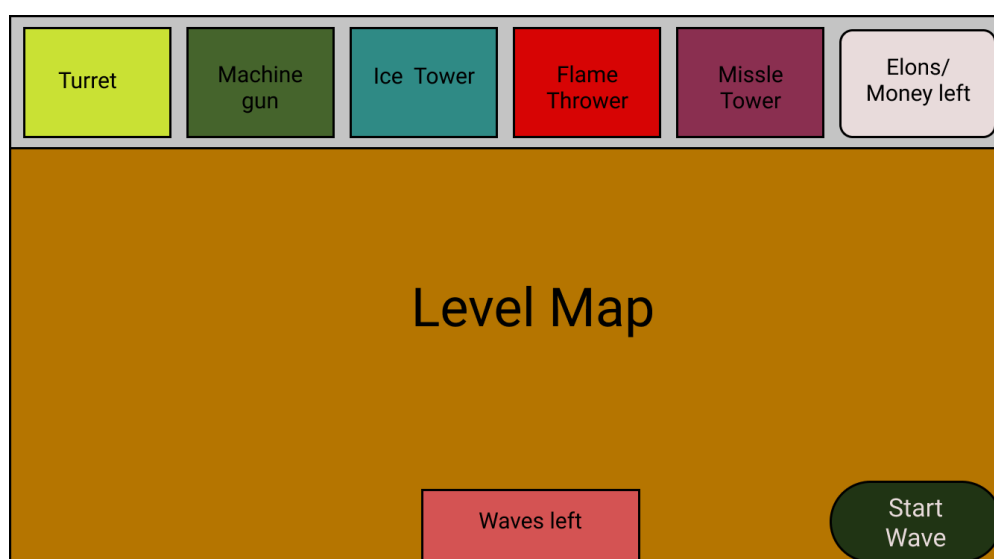 Turret
Machine
gun
Ice Tower
Flame
Thrower
Missle
Tower
Elons/
Money left
Level Map
Waves left
Start
Wave